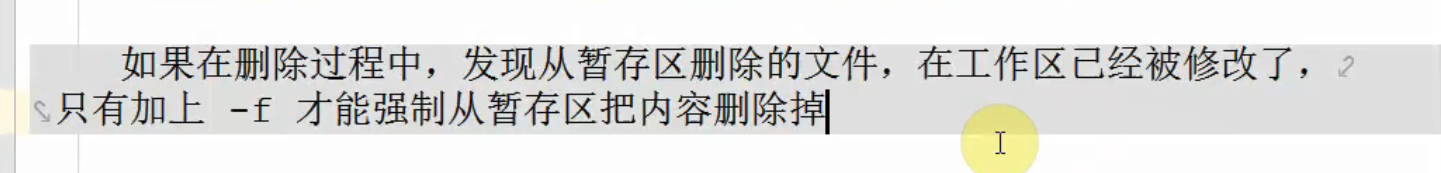 如果在删除过程中，发现从暂存区删除的文件，在工作区已经被修改了，
只有加上 -f 才能强制从暂存区把内容删除掉